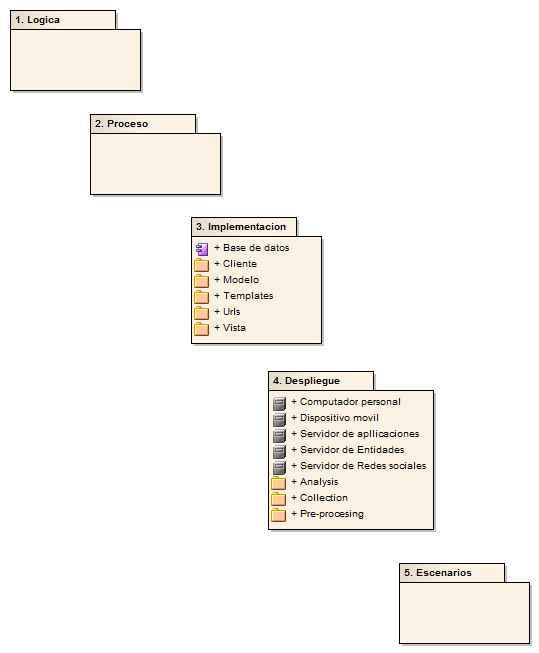 1. Logica
2. Proceso
3. Implementacion
+ Base de datos
+ Cliente
+ Modelo
+ Templates
+ Urls
+ Vista
4. Despliegue
+ Computador personal
+ Dispositivo movil
+ Servidor de apllicaciones
+ Servidor de Entidades
+ Servidor de Redes sociales
+ Analysis
+ Collection
+ Pre-procesing
5. Escenarios